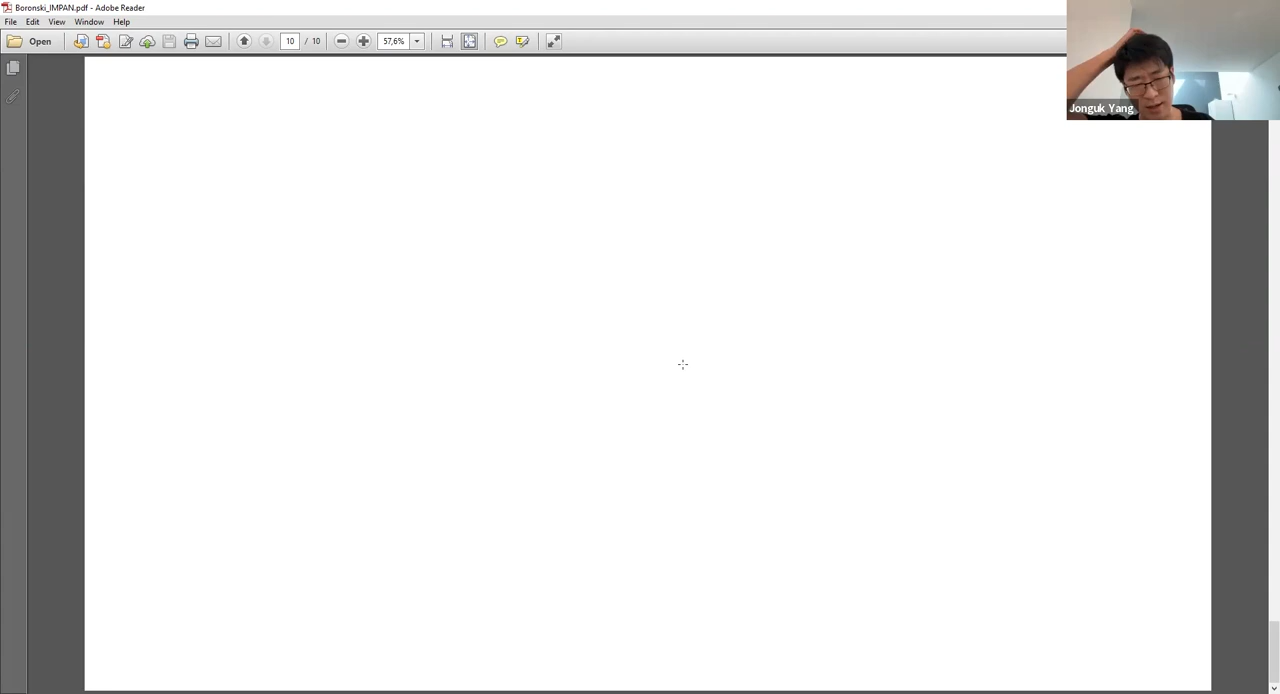 Boronski_IMPAN.pdf - Adobe Reader
File Edit View Window Help
Open 10 / 10 57,6%
Jonguk Yang